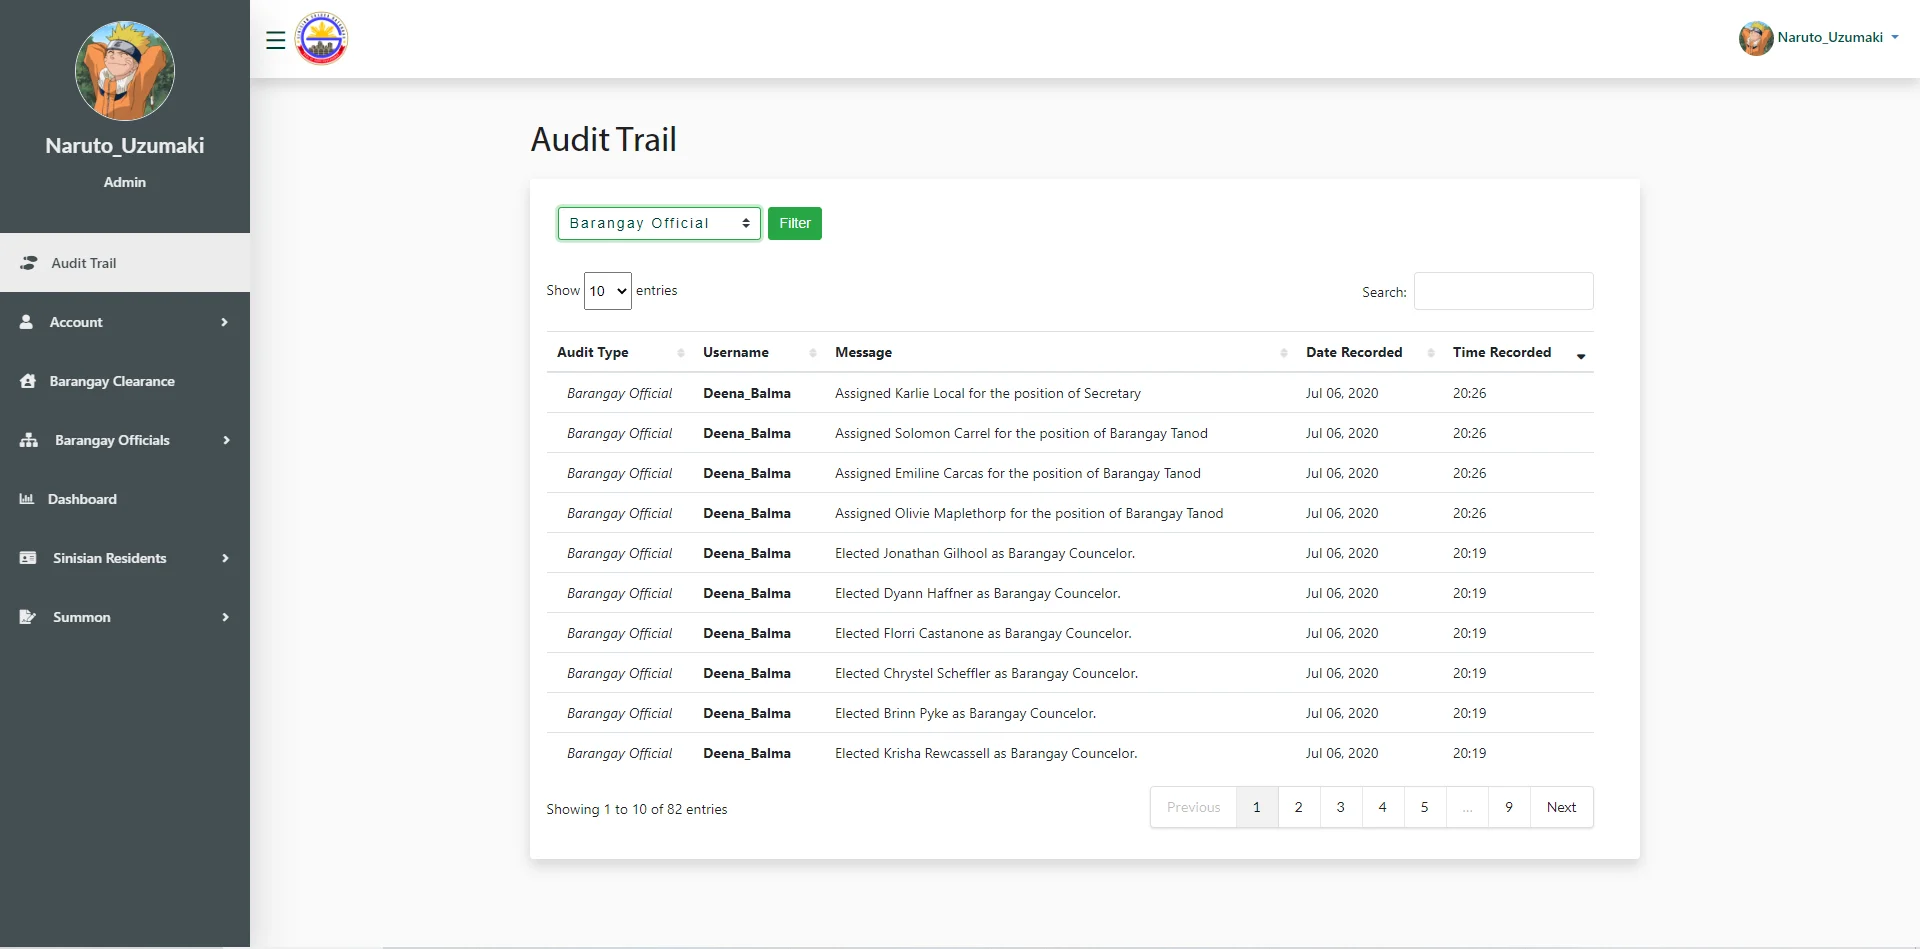 Naruto_Uzumaki
Admin
Audit Trail
Account
Barangay Clearance
Barangay Officials
Dashboard
Sinisian Residents
Summon
Naruto_Uzumaki
Audit Trail
Barangay Official Filter
Show 10 entries Search:
Audit Type Username Message Date Recorded Time Recorded
Barangay Official Deena_Balma Assigned Karlie Local for the position of Secretary Jul 06, 2020 20:26
Barangay Official Deena_Balma Assigned Solomon Carrel for the position of Barangay Tanod Jul 06, 2020 20:26
Barangay Official Deena_Balma Assigned Emiline Carcas for the position of Barangay Tanod Jul 06, 2020 20:26
Barangay Official Deena_Balma Assigned Olivie Maplethorp for the position of Barangay Tanod Jul 06, 2020 20:26
Barangay Official Deena_Balma Elected Jonathan Gilhool as Barangay Councelor. Jul 06, 2020 20:19
Barangay Official Deena_Balma Elected Dyann Haffner as Barangay Councelor. Jul 06, 2020 20:19
Barangay Official Deena_Balma Elected Florri Castanone as Barangay Councelor. Jul 06, 2020 20:19
Barangay Official Deena_Balma Elected Chrystel Scheffler as Barangay Councelor. Jul 06, 2020 20:19
Barangay Official Deena_Balma Elected Brinn Pyke as Barangay Councelor. Jul 06, 2020 20:19
Barangay Official Deena_Balma Elected Krisha Rewcassell as Barangay Councelor. Jul 06, 2020 20:19
Showing 1 to 10 of 82 entries Previous 1 2 3 4 5 ... 9 Next